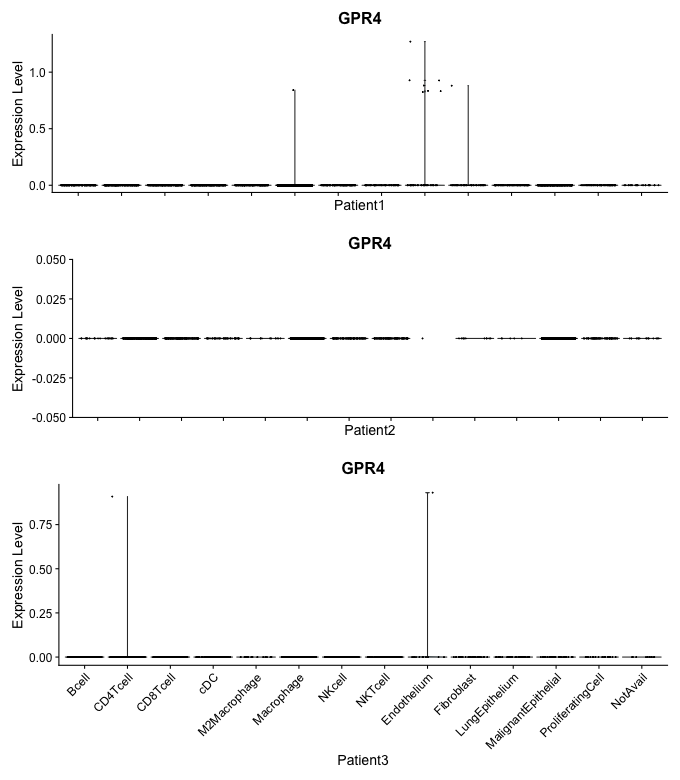 GPR4
Expression Level
1.0
0.5
0.0
Patient1
GPR4
Expression Level
0.050
0.025
0.000
-0.025
-0.050
Patient2
GPR4
Expression Level
0.75
0.50
0.25
0.00
Bcell
CD4Tcell
CD8Tcell
cDC
M2Macrophage
Macrophage
NKcell
NKTcell
Endothelium
Fibroblast
LungEpithelium
MalignantEpithelial
ProliferatingCell
NotAvail
Patient3